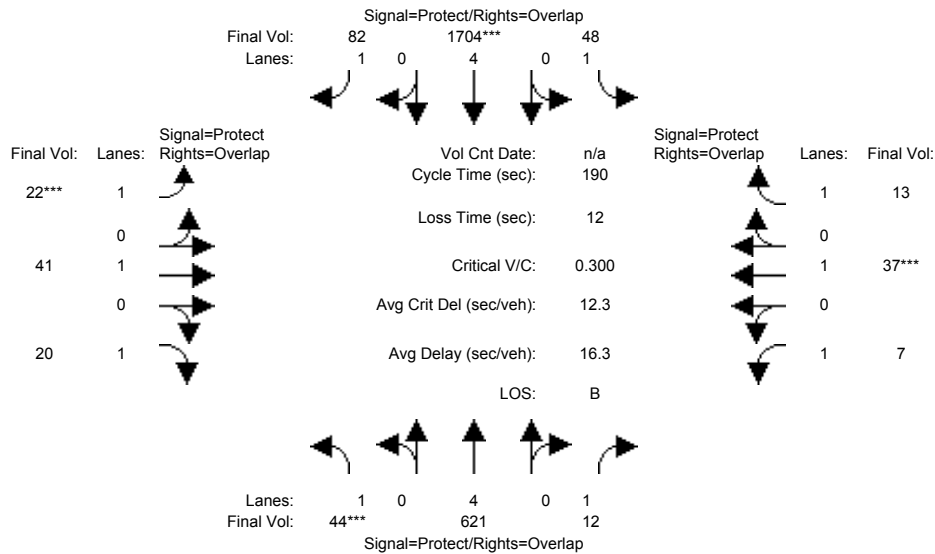 Signal=Protect/Rights=Overlap
Final Vol: 82 1704*** 48
Lanes: 1 0 4 0 1
Signal=Protect Signal=Protect
Final Vol: Lanes: Rights=Overlap Vol Cnt Date: n/a Rights=Overlap Lanes: Final Vol:
Cycle Time (sec): 190
22*** 1 1 13
Loss Time (sec): 12
0 0
41 1 Critical V/C: 0.300 1 37***
0 Avg Crit Del (sec/veh): 12.3 0
20 1 Avg Delay (sec/veh): 16.3 1 7
LOS: B
Lanes: 1 0 4 0 1
Final Vol: 44*** 621 12
Signal=Protect/Rights=Overlap